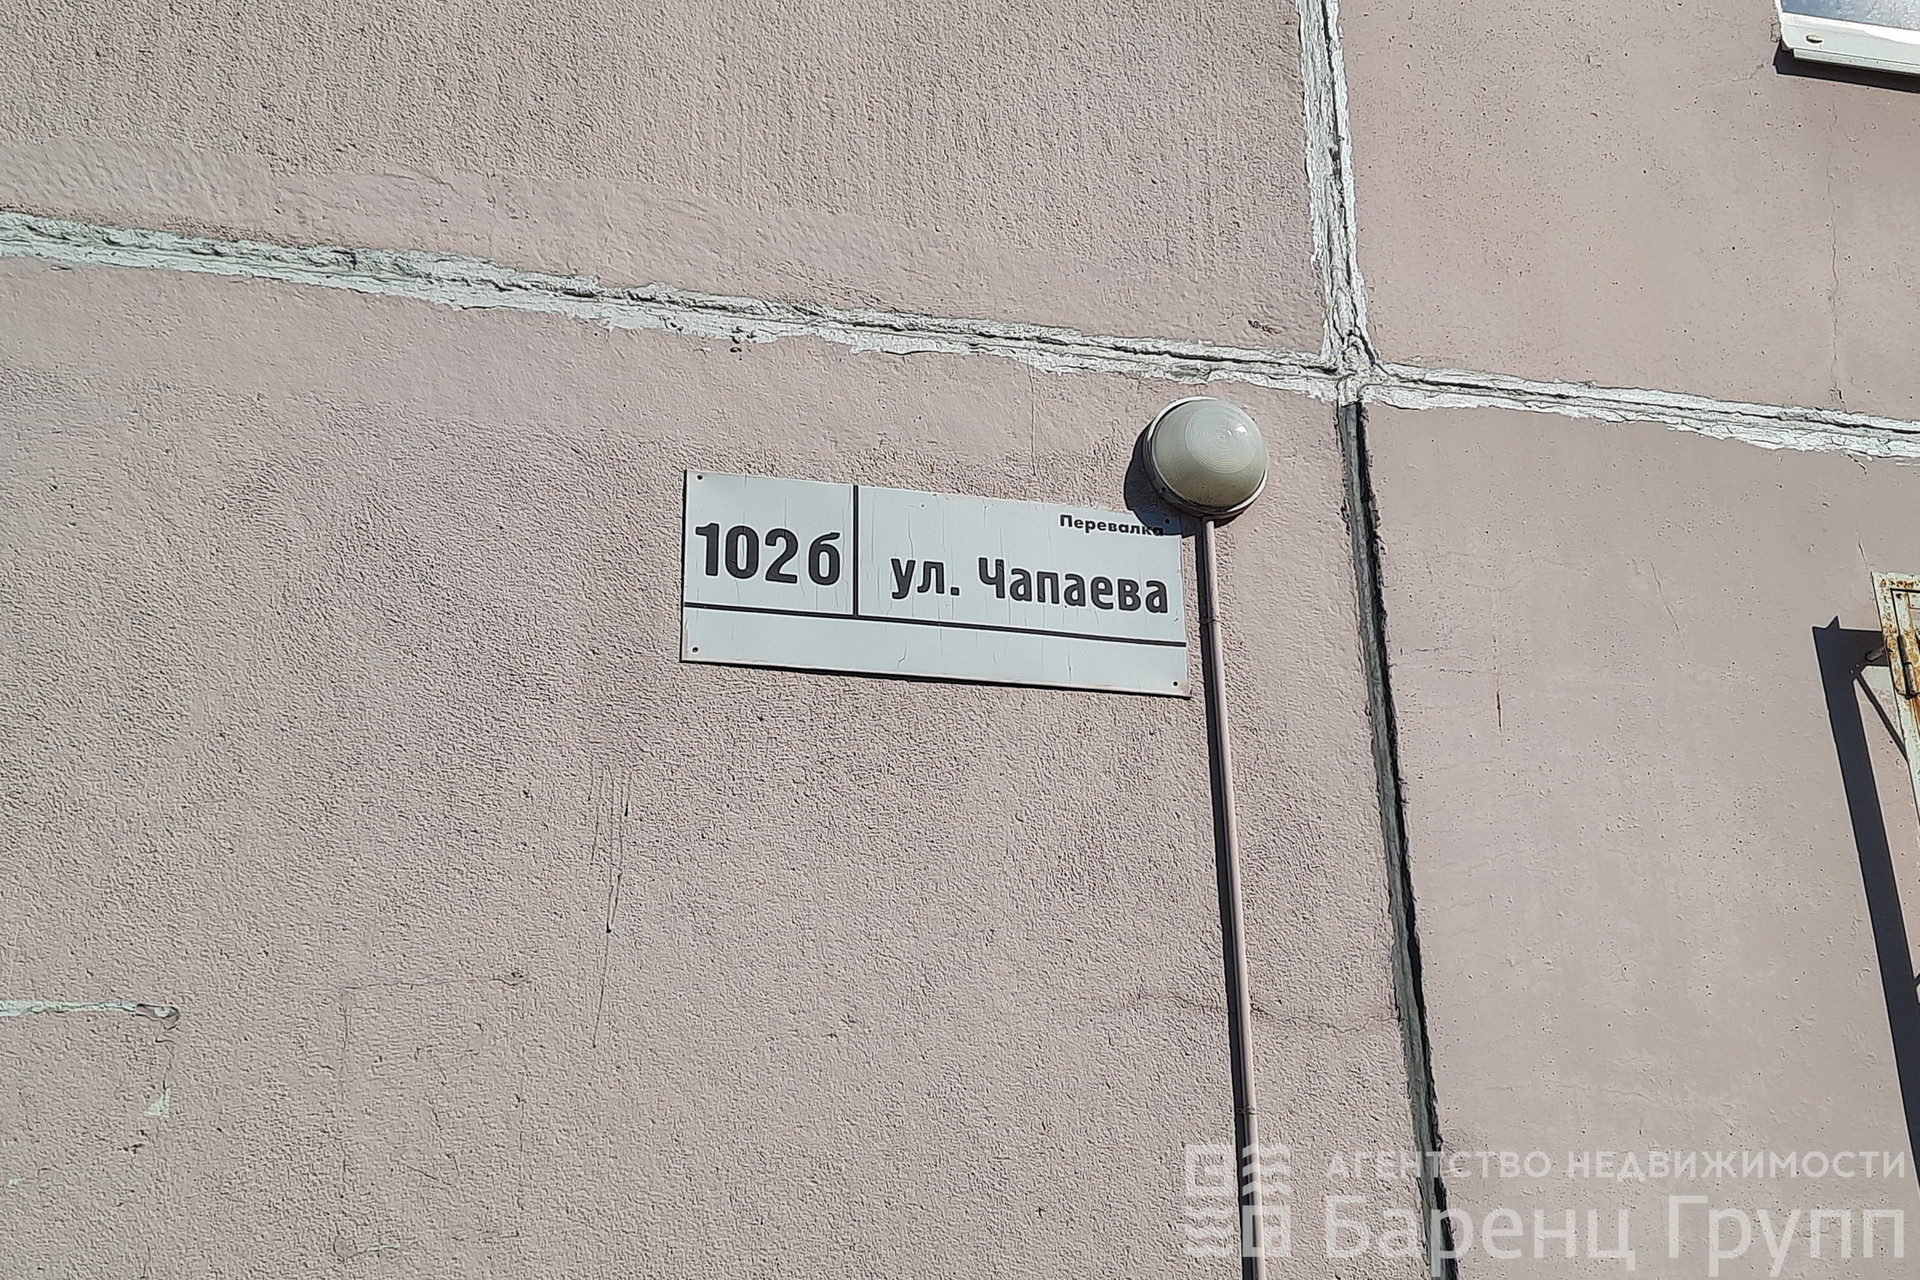 Перевалка
102б ул. Чапаева
АГЕНТСТВО НЕДВИЖИМОСТИ
Баренц Групп